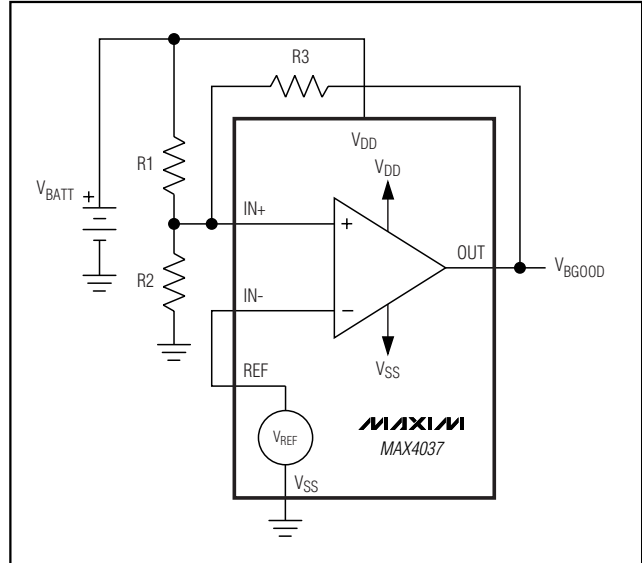 R3
V_DD
R1
V_DD
V_BATT +
IN+
+
OUT
V_BGOOD
R2
IN-
−
V_SS
REF
MAXIM
V_REF
MAX4037
V_SS